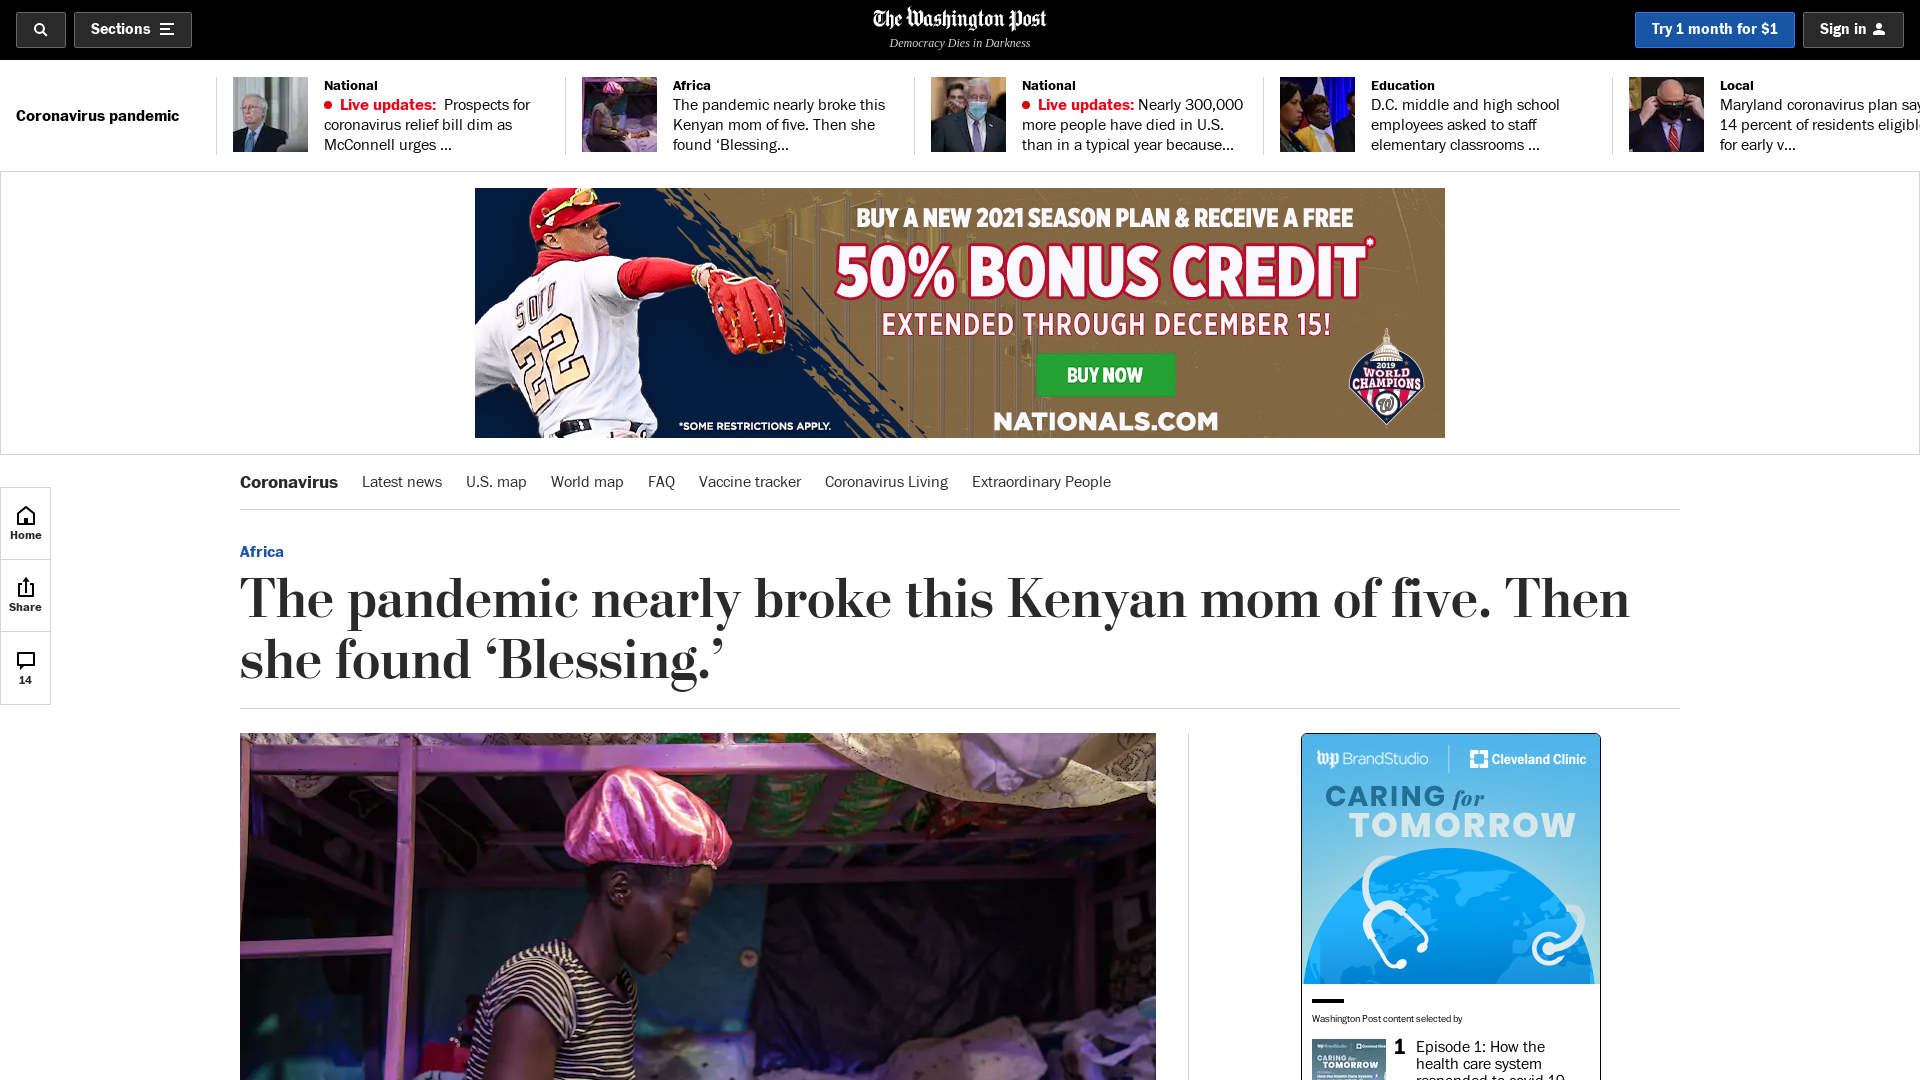 Sections
The Washington Post
Democracy Dies in Darkness
Try 1 month for $1
Sign in
Coronavirus pandemic
National
Live updates: Prospects for
coronavirus relief bill dim as
McConnell urges ...
Africa
The pandemic nearly broke this
Kenyan mom of five. Then she
found ‘Blessing...
National
Live updates: Nearly 300,000
more people have died in U.S.
than in a typical year because...
Education
D.C. middle and high school
employees asked to staff
elementary classrooms ...
Local
Maryland coronavirus plan say
14 percent of residents eligibl
for early v...
SOTO
22
BUY A NEW 2021 SEASON PLAN & RECEIVE A FREE
50% BONUS CREDIT*
EXTENDED THROUGH DECEMBER 15!
BUY NOW
*SOME RESTRICTIONS APPLY.
NATIONALS.COM
2019
WORLD
CHAMPIONS
W
Coronavirus
Latest news
U.S. map
World map
FAQ
Vaccine tracker
Coronavirus Living
Extraordinary People
Home
Share
14
Africa
The pandemic nearly broke this Kenyan mom of five. Then
she found ‘Blessing.’
wp BrandStudio
Cleveland Clinic
CARING for
TOMORROW
Washington Post content selected by
CARING for
TOMORROW
1
Episode 1: How the
health care system
responded to covid-19